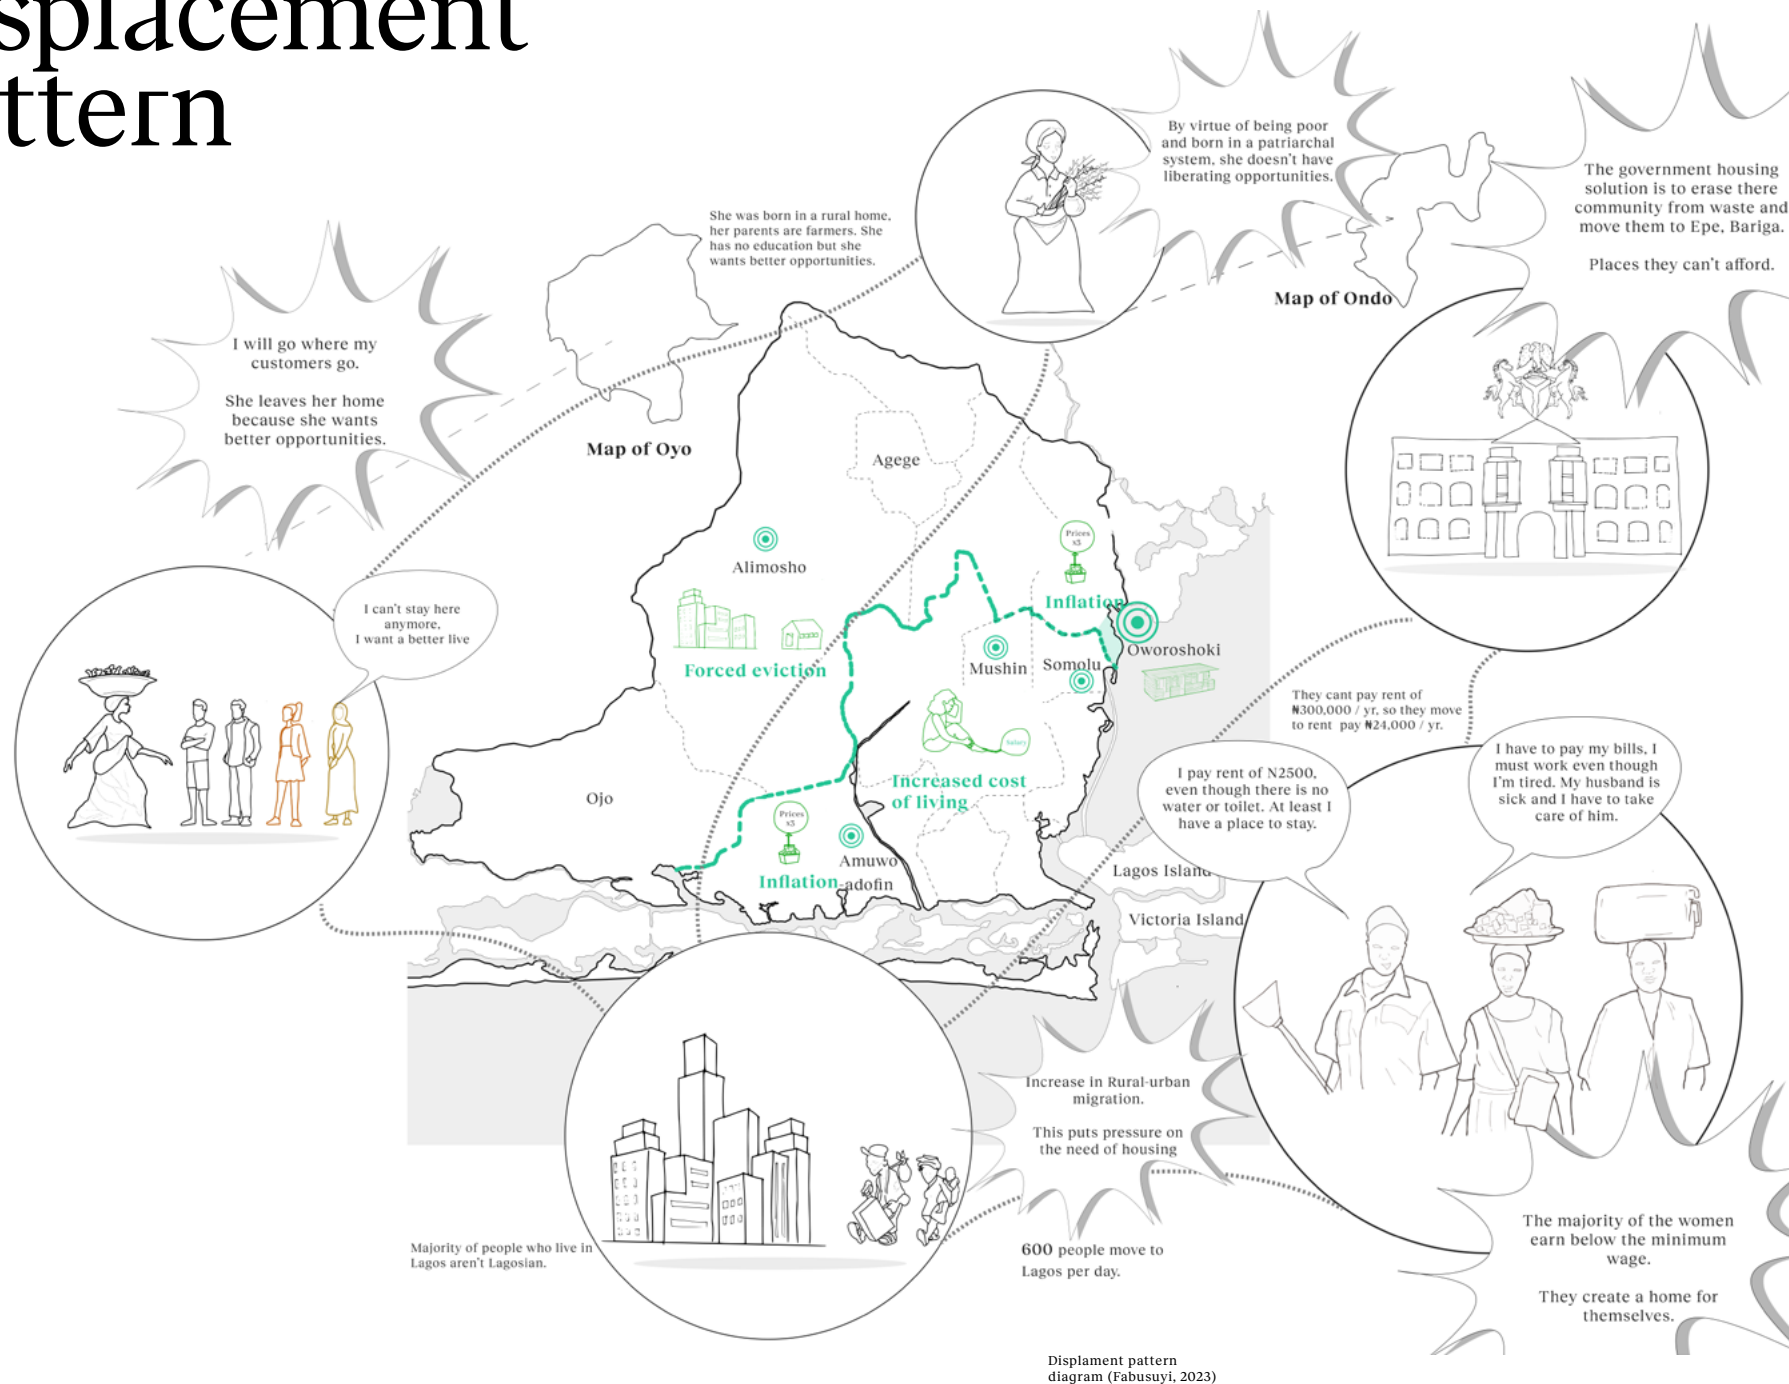 splacement
ttern
By virtue of being poor
and born in a patriarchal
system, she doesn't have
liberating opportunities.
The government housing
solution is to erase there
community from waste and
move them to Epe, Bariga.
Places they can't afford.
She was born in a rural home,
her parents are farmers. She
has no education but she
wants better opportunities.
Map of Ondo
I will go where my
customers go.
She leaves her home
because she wants
better opportunities.
Map of Oyo
Agege
Alimosho
Prices
x3
Inflation
Forced eviction
Mushin
Somolu
Oworoshoki
I can't stay here
anymore,
I want a better live
They cant pay rent of
₦300,000 / yr, so they move
to rent pay ₦24,000 / yr.
Salary
Increased cost
of living
I pay rent of N2500,
even though there is no
water or toilet. At least I
have a place to stay.
I have to pay my bills, I
must work even though
I'm tired. My husband is
sick and I have to take
care of him.
Ojo
Prices
x3
Inflation
Amuwo
-adofin
Lagos Island
Victoria Island
Increase in Rural-urban
migration.
This puts pressure on
the need of housing
Majority of people who live in
Lagos aren't Lagosian.
600 people move to
Lagos per day.
The majority of the women
earn below the minimum
wage.
They create a home for
themselves.
Displament pattern
diagram (Fabusuyi, 2023)